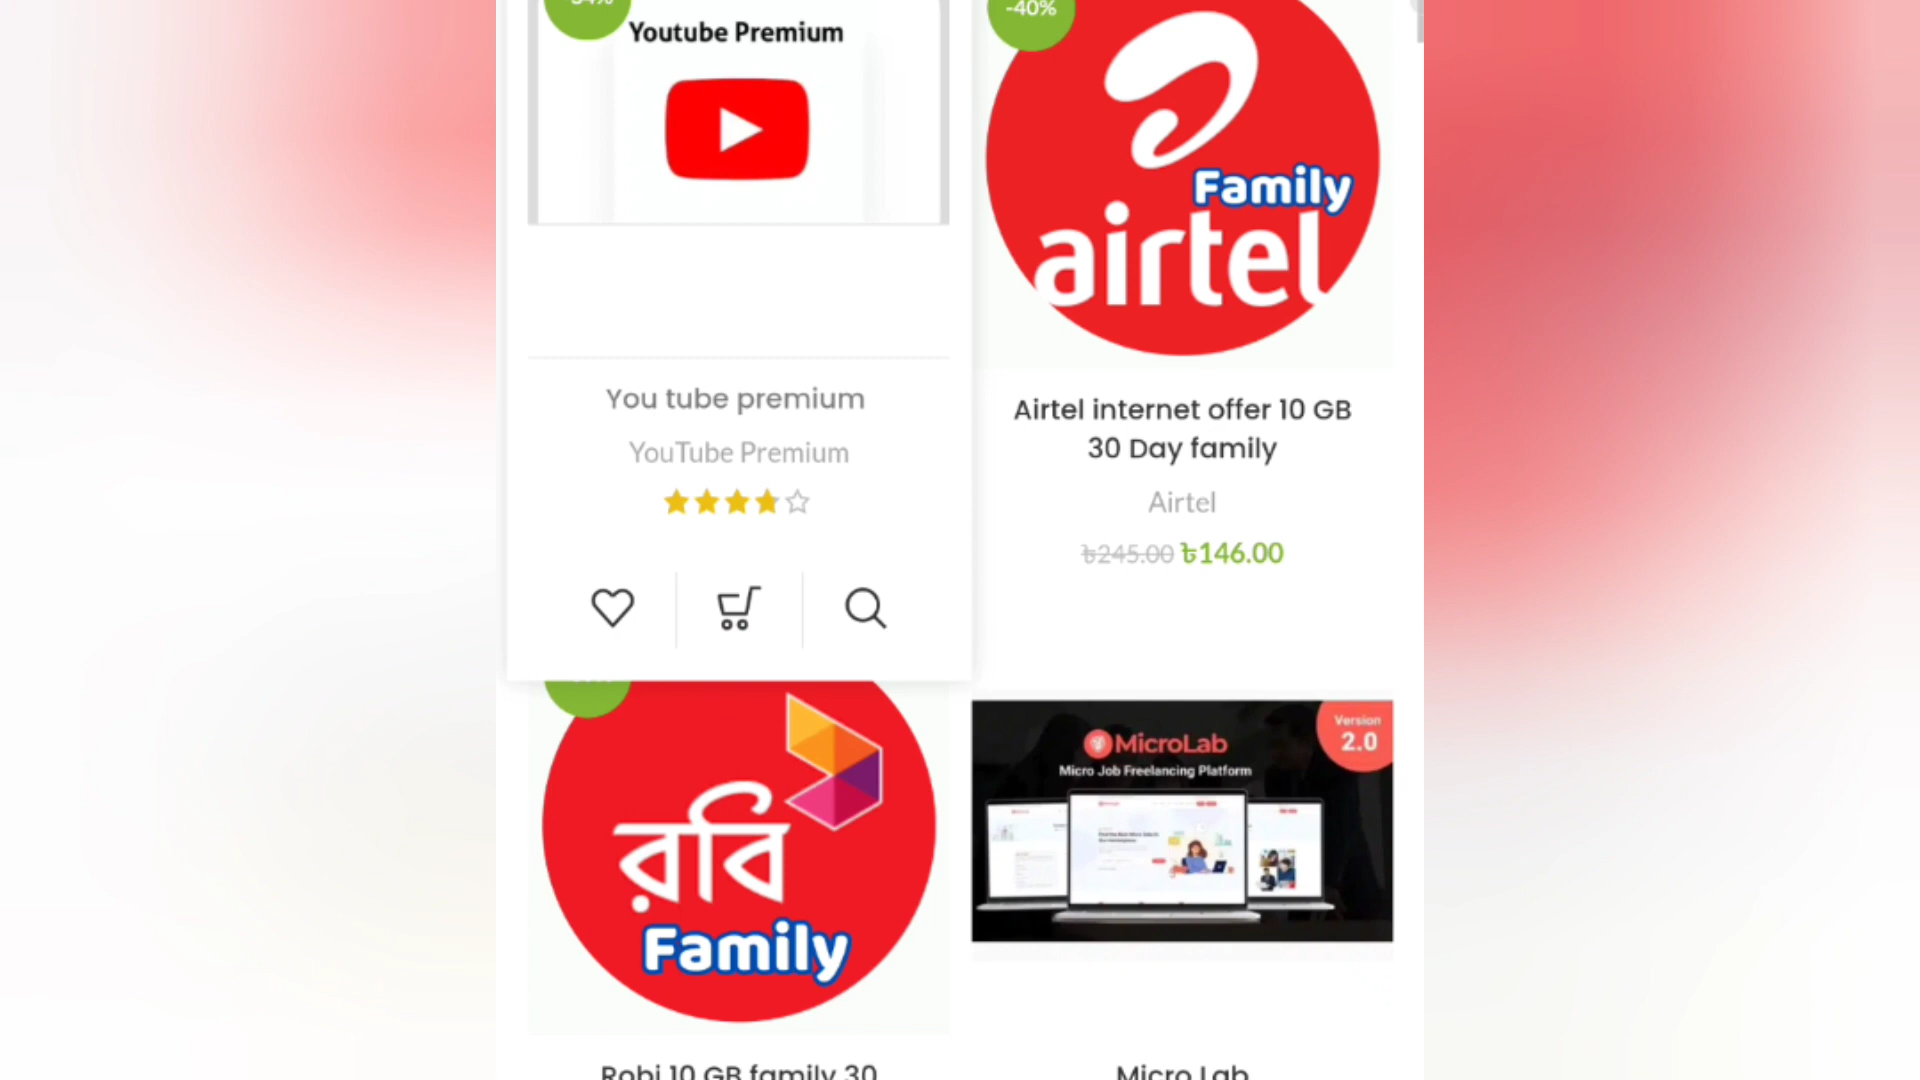 Youtube Premium
-40%
Family
airtel
You tube premium
YouTube Premium
Airtel internet offer 10 GB
30 Day family
Airtel
৳245.00 ৳146.00
রবি
Family
Version
2.0
MicroLab
Micro Job Freelancing Platform
Robi 10 GB family 30
Micro Lab